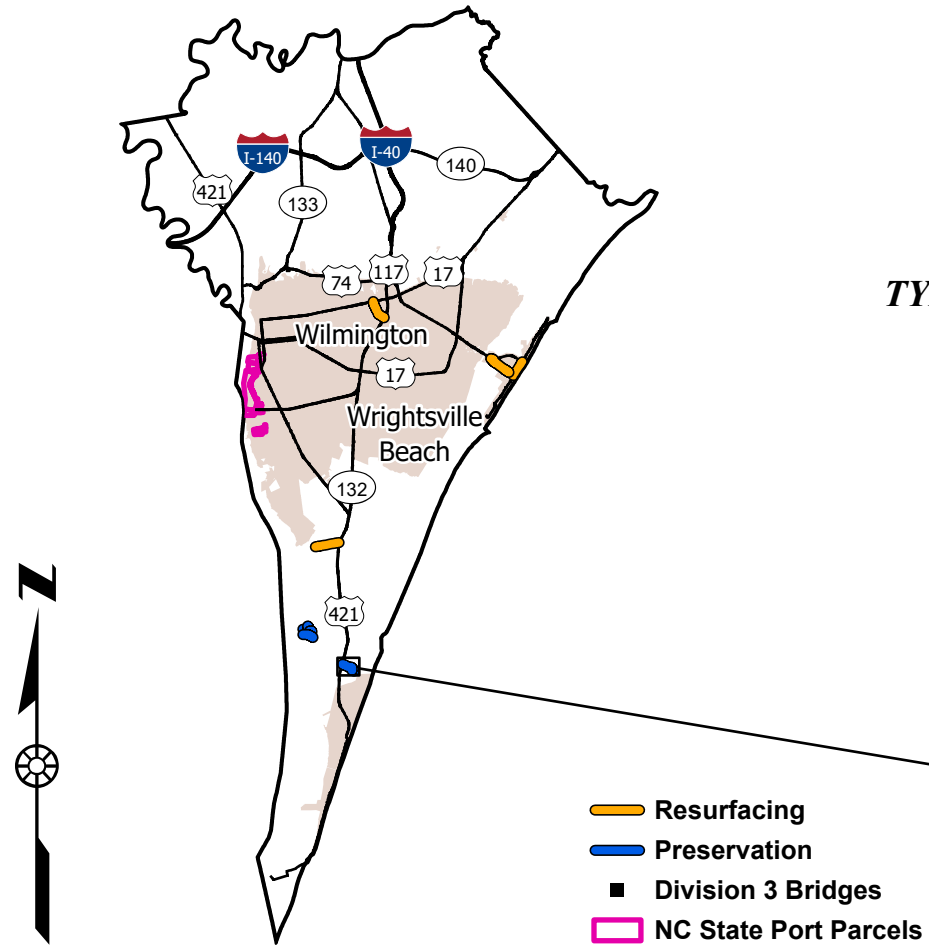 I-140
I-40
140
421
133
74
117
17
TY
Wilmington
17
Wrightsville
Beach
132
N
421
Resurfacing
Preservation
Division 3 Bridges
NC State Port Parcels